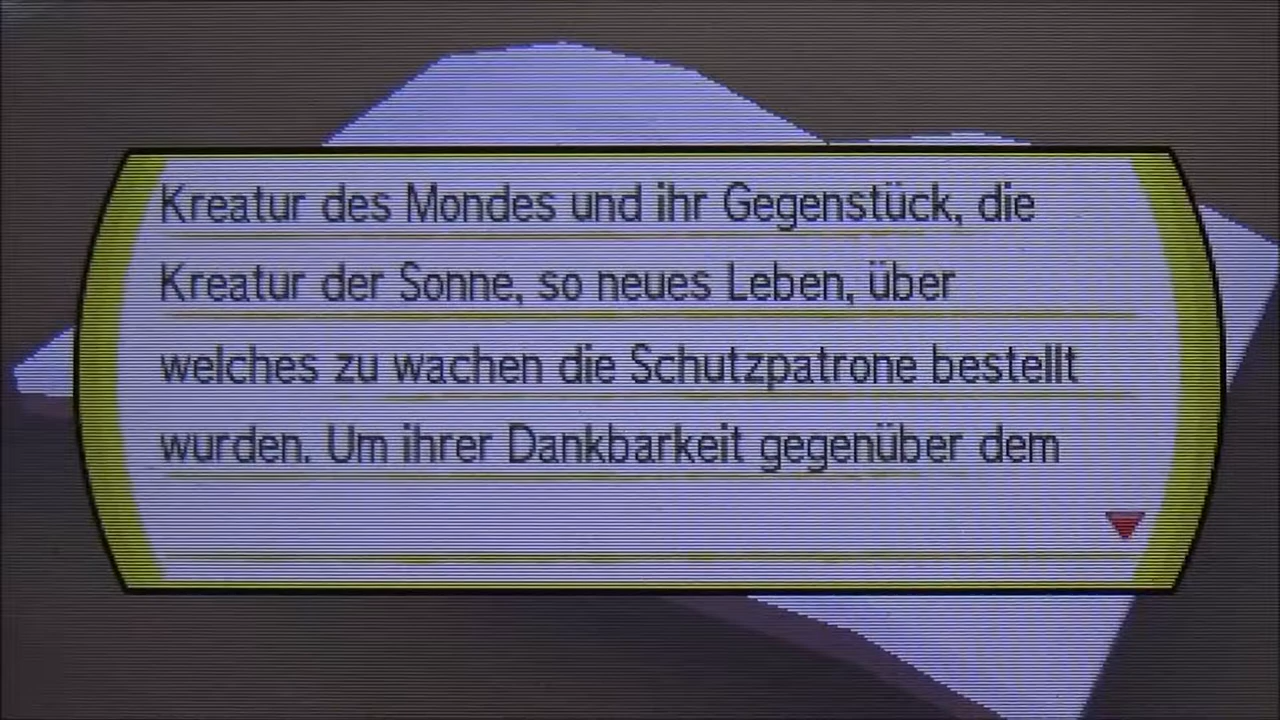 Kreatur des Mondes und ihr Gegenstück, die
Kreatur der Sonne, so neues Leben, über
welches zu wachen die Schutzpatrone bestellt
wurden. Um ihrer Dankbarkeit gegenüber dem